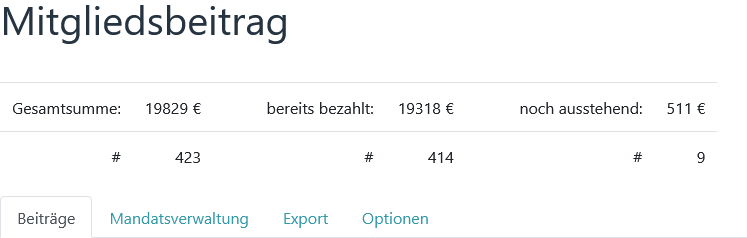 Mitgliedsbeitrag
Gesamtsumme: 19829 € bereits bezahlt: 19318 € noch ausstehend: 511 €
# 423 # 414 # 9
Beiträge Mandatsverwaltung Export Optionen